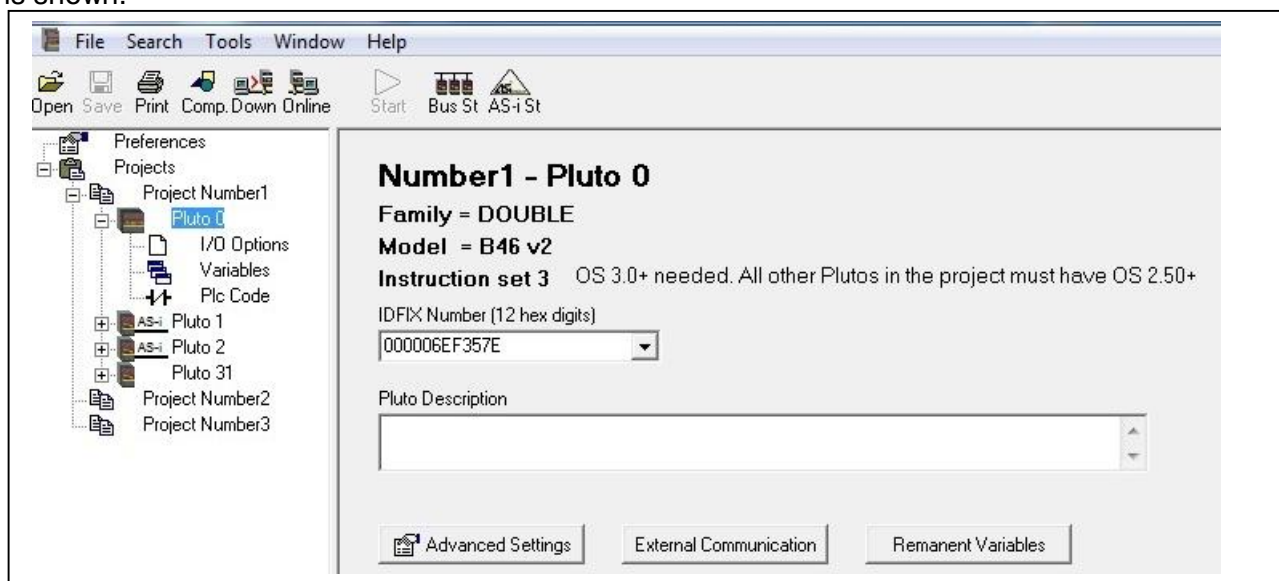 is shown.
File Search Tools Window Help
Open Save Print Comp. Down Online Start Bus St AS-i St
Preferences
Projects
Project Number1
Pluto 0
I/O Options
Variables
Plc Code
AS-i Pluto 1
AS-i Pluto 2
Pluto 31
Project Number2
Project Number3
Number1 - Pluto 0
Family = DOUBLE
Model = B46 v2
Instruction set 3 OS 3.0+ needed. All other Plutos in the project must have OS 2.50+
IDFIX Number (12 hex digits)
000006EF357E
Pluto Description
Advanced Settings External Communication Remanent Variables